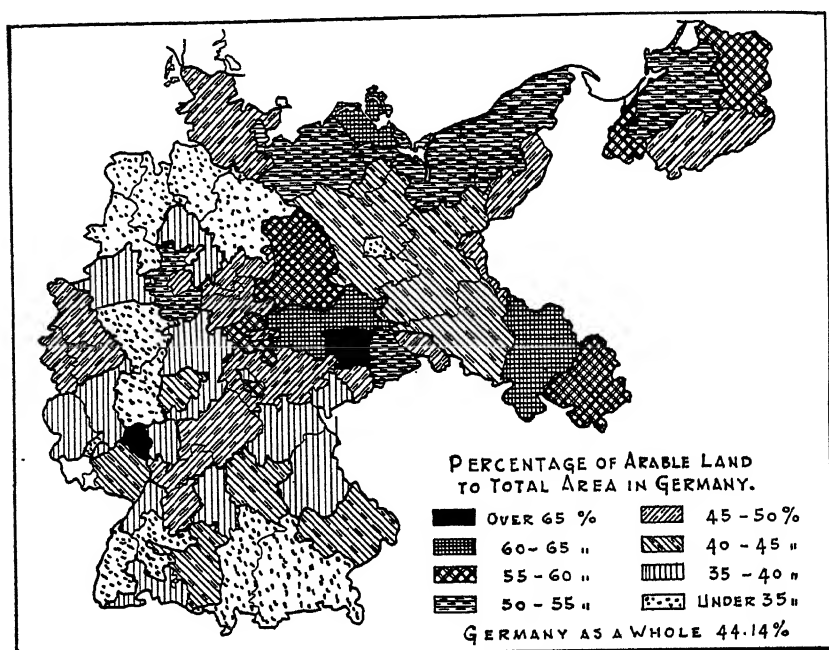 PERCENTAGE OF ARABLE LAND
TO TOTAL AREA IN GERMANY.
OVER 65 %
60-65 "
55-60 "
50-55 "
45-50%
40-45 "
35-40 "
UNDER 35 "
GERMANY AS A WHOLE 44.14%